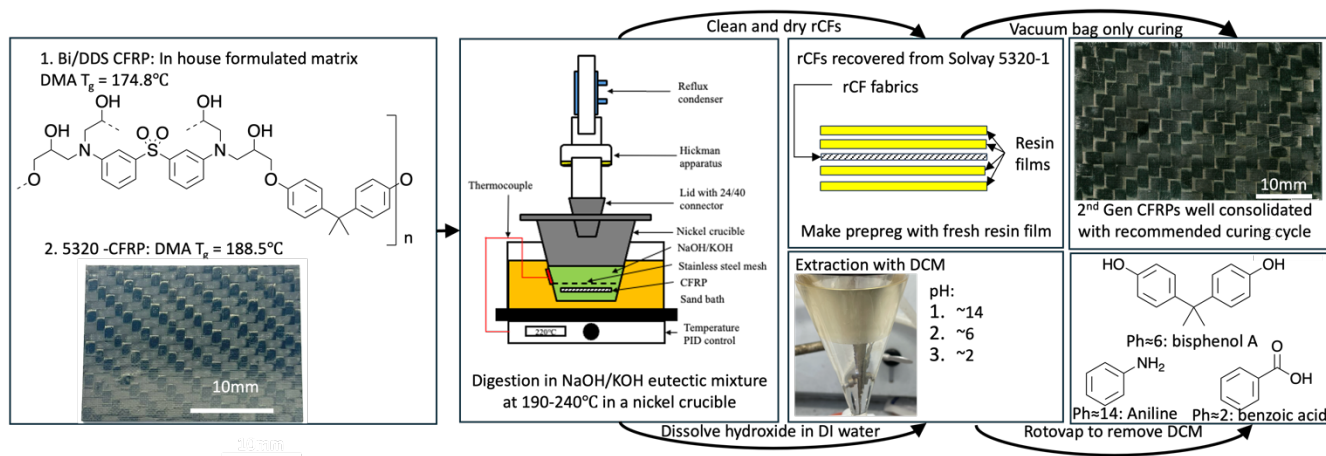 Clean and dry rCFs
Vacuum bag only curing
1. Bi/DDS CFRP: In house formulated matrix
DMA Tg = 174.8℃
OH
OH
OH
OH
O
O
S
N
N
O
O
O
n
2. 5320 -CFRP: DMA Tg = 188.5℃
10mm
Reflux
condenser
Hickman
apparatus
Thermocouple
Lid with 24/40
connector
Nickel crucible
NaOH/KOH
Stainless steel mesh
CFRP
Sand bath
220℃
Temperature
PID control
Digestion in NaOH/KOH eutectic mixture
at 190-240℃ in a nickel crucible
rCFs recovered from Solvay 5320-1
rCF fabrics
Resin
films
Make prepreg with fresh resin film
10mm
2nd Gen CFRPs well consolidated
with recommended curing cycle
Extraction with DCM
pH:
1. ~14
2. ~6
3. ~2
HO
OH
Ph≈6: bisphenol A
NH2
O
OH
Ph≈14: Aniline
Ph≈2: benzoic acid
Dissolve hydroxide in DI water
Rotovap to remove DCM